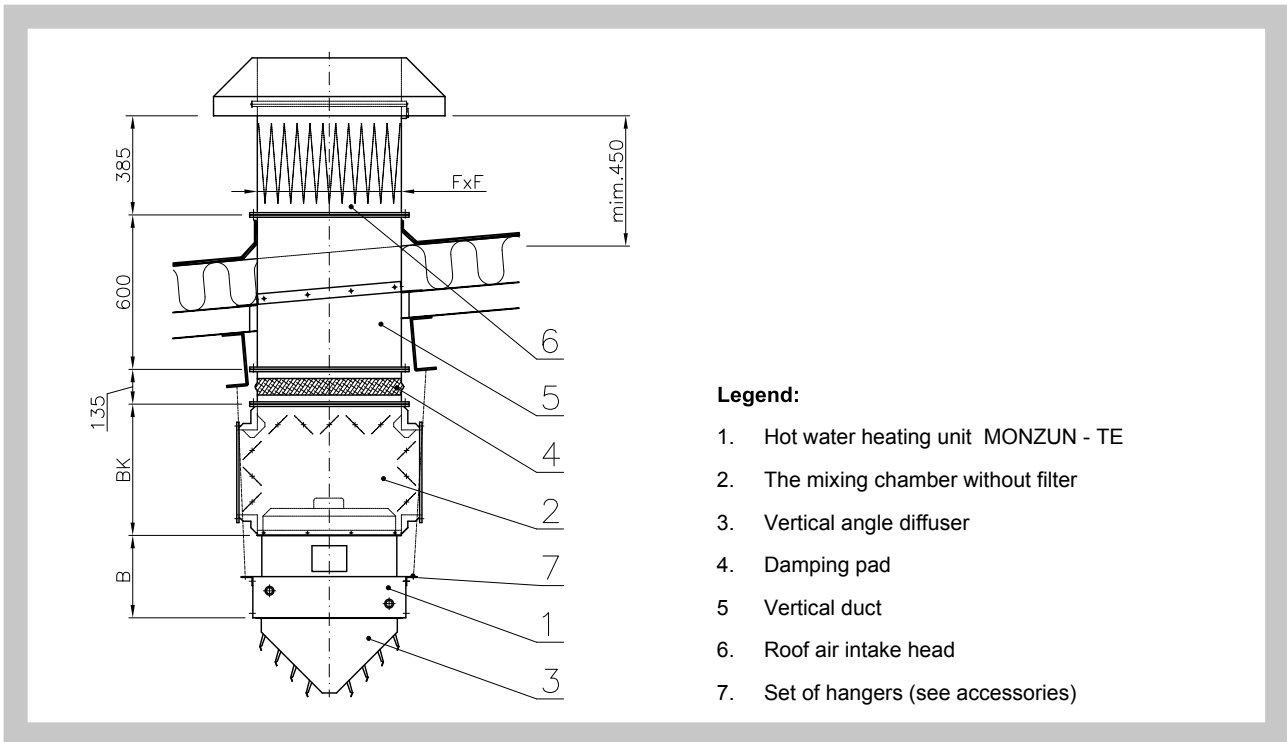 385
FxF
mim.450
600
6
135
5
4
BK
2
7
B
1
3
Legend:
1. Hot water heating unit MONZUN - TE
2. The mixing chamber without filter
3. Vertical angle diffuser
4. Damping pad
5 Vertical duct
6. Roof air intake head
7. Set of hangers (see accessories)